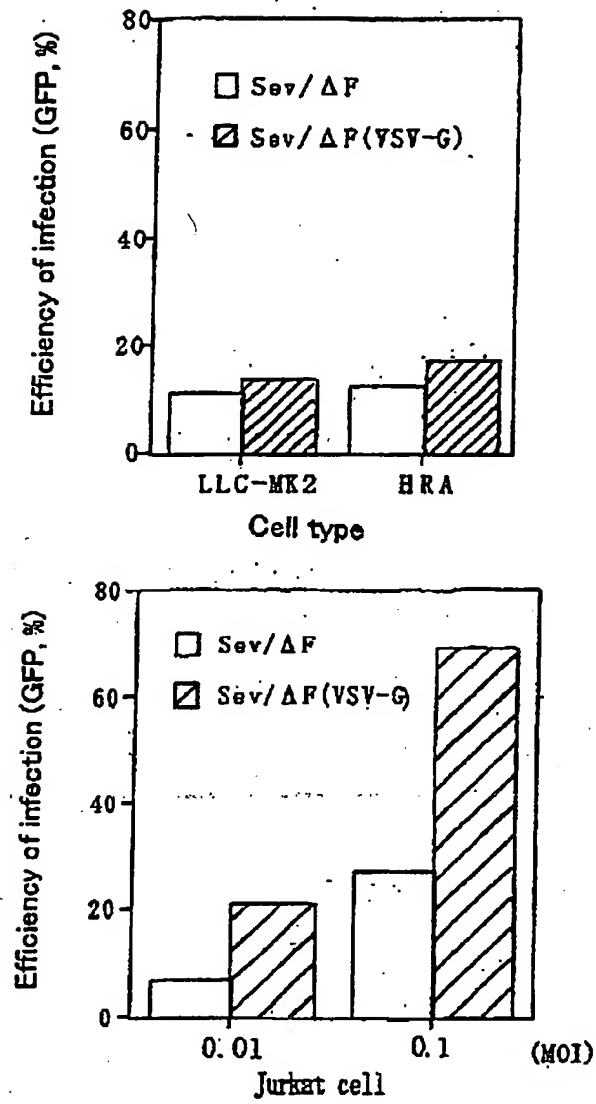 80
60
40
20
0
Efficiency of infection (GFP, %)
Sev/ΔF
Sev/ΔF(VSV-G)
LLC-MK2
HRA
Cell type
80
60
40
20
0
Efficiency of infection (GFP, %)
Sev/ΔF
Sev/ΔF(VSV-G)
0.01
0.1
(MOI)
Jurkat cell